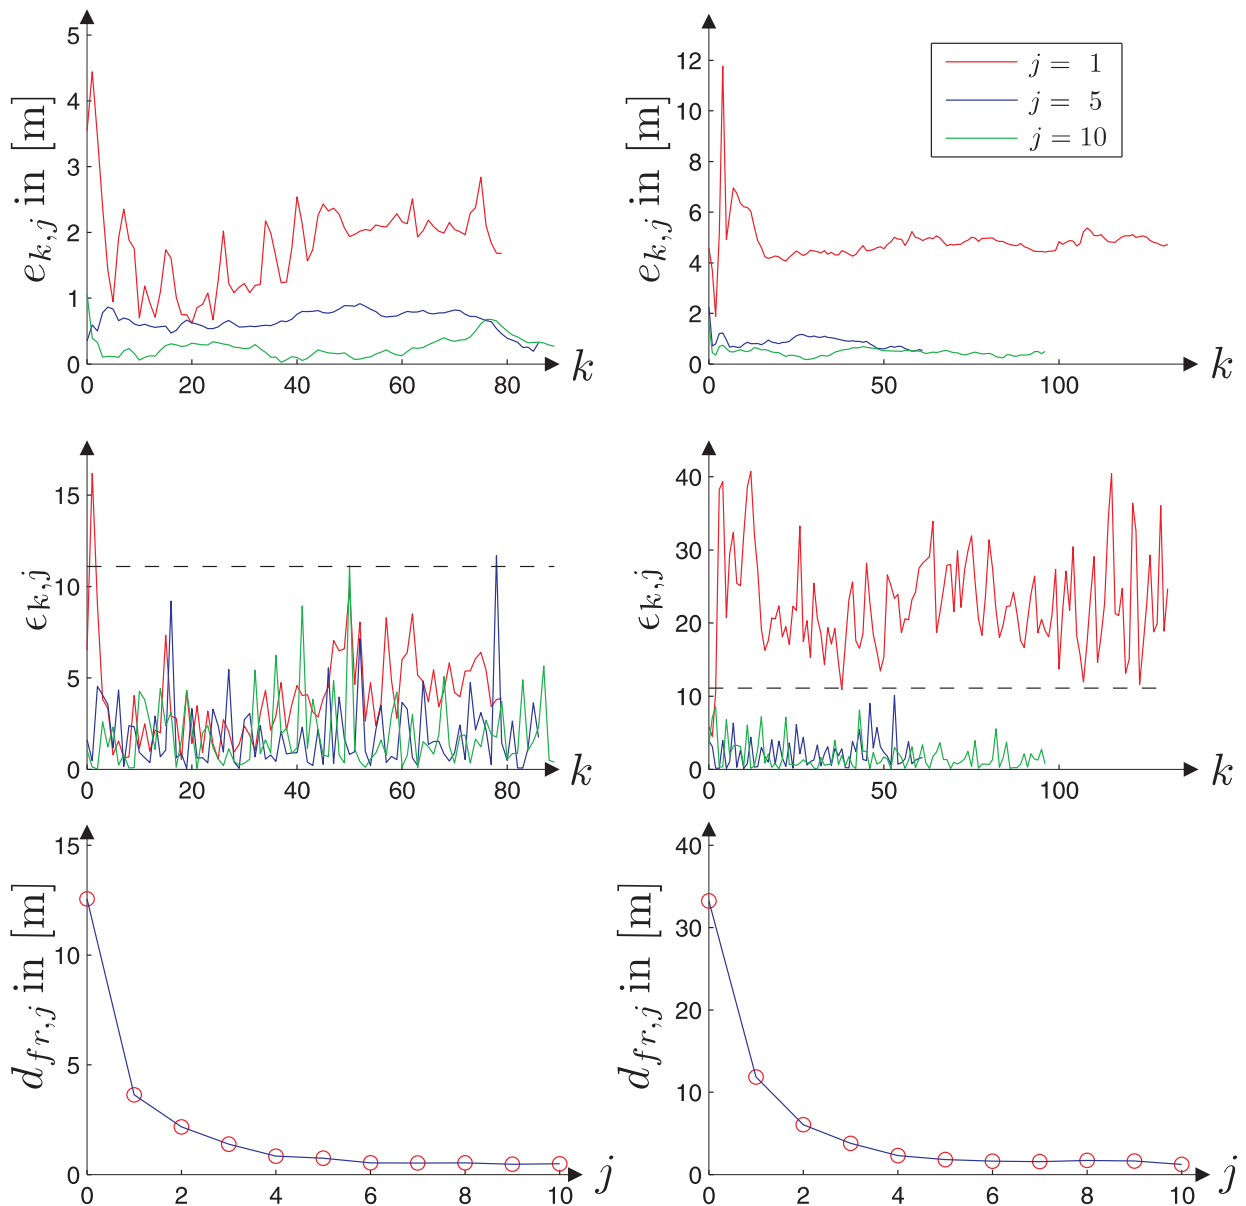 5
4
3
2
1
0
0 20 40 60 80
e_{k,j} in [m]
k
12
10
8
6
4
2
0
0 50 100
e_{k,j} in [m]
k
j = 1
j = 5
j = 10
15
10
5
0
0 20 40 60 80
ϵ_{k,j}
k
40
30
20
10
0
0 50 100
ϵ_{k,j}
k
15
10
5
0
0 2 4 6 8 10
d_{fr,j} in [m]
j
40
30
20
10
0
0 2 4 6 8 10
d_{fr,j} in [m]
j